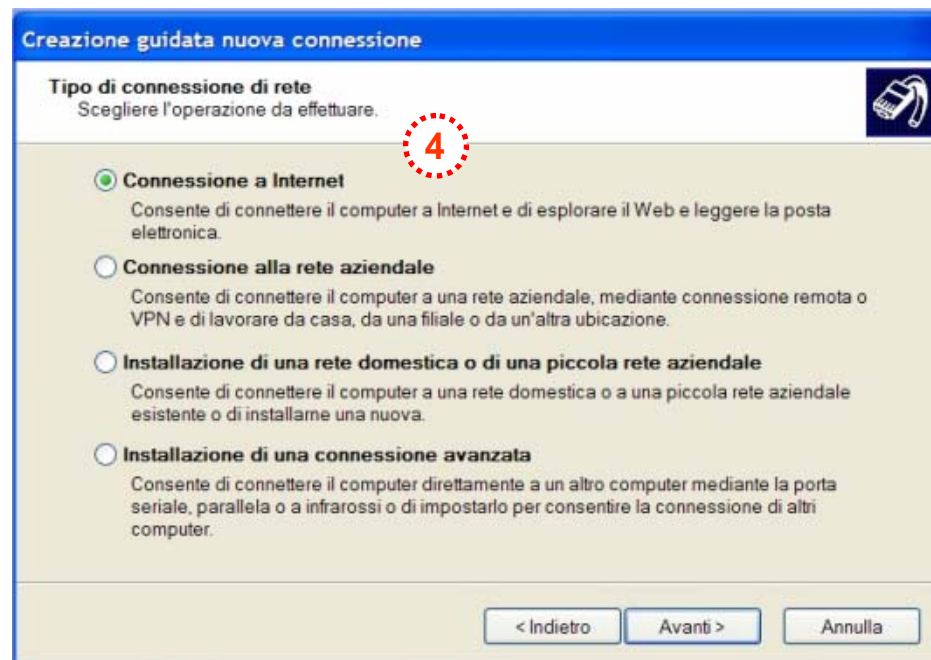 Creazione guidata nuova connessione
Tipo di connessione di rete
Scegliere l'operazione da effettuare.
4
Connessione a Internet
Consente di connettere il computer a Internet e di esplorare il Web e leggere la posta
elettronica.
Connessione alla rete aziendale
Consente di connettere il computer a una rete aziendale, mediante connessione remota o
VPN e di lavorare da casa, da una filiale o da un'altra ubicazione.
Installazione di una rete domestica o di una piccola rete aziendale
Consente di connettere il computer a una rete domestica o a una piccola rete aziendale
esistente o di installarne una nuova.
Installazione di una connessione avanzata
Consente di connettere il computer direttamente a un altro computer mediante la porta
seriale, parallela o a infrarossi o di impostarlo per consentire la connessione di altri
computer.
< Indietro Avanti > Annulla